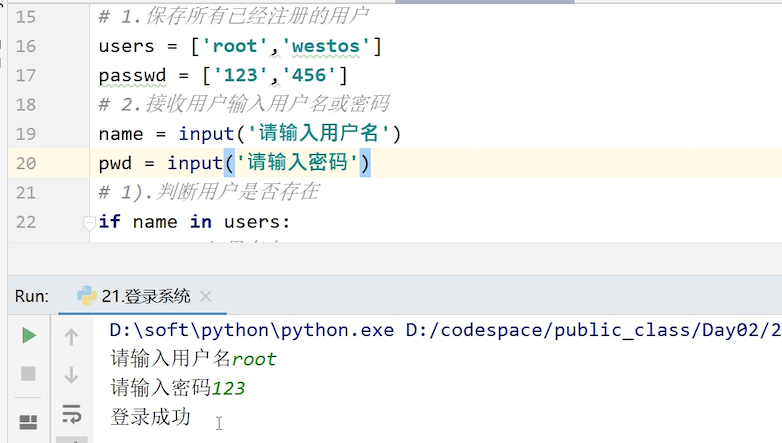 15 # 1.保存所有已经注册的用户
16 users = ['root','westos']
17 passwd = ['123','456']
18 # 2.接收用户输入用户名或密码
19 name = input('请输入用户名')
20 pwd = input('请输入密码')
21 # 1).判断用户是否存在
22 if name in users:
Run: 21.登录系统
D:\soft\python\python.exe D:/codespace/public_class/Day02/2
请输入用户名root
请输入密码123
登录成功